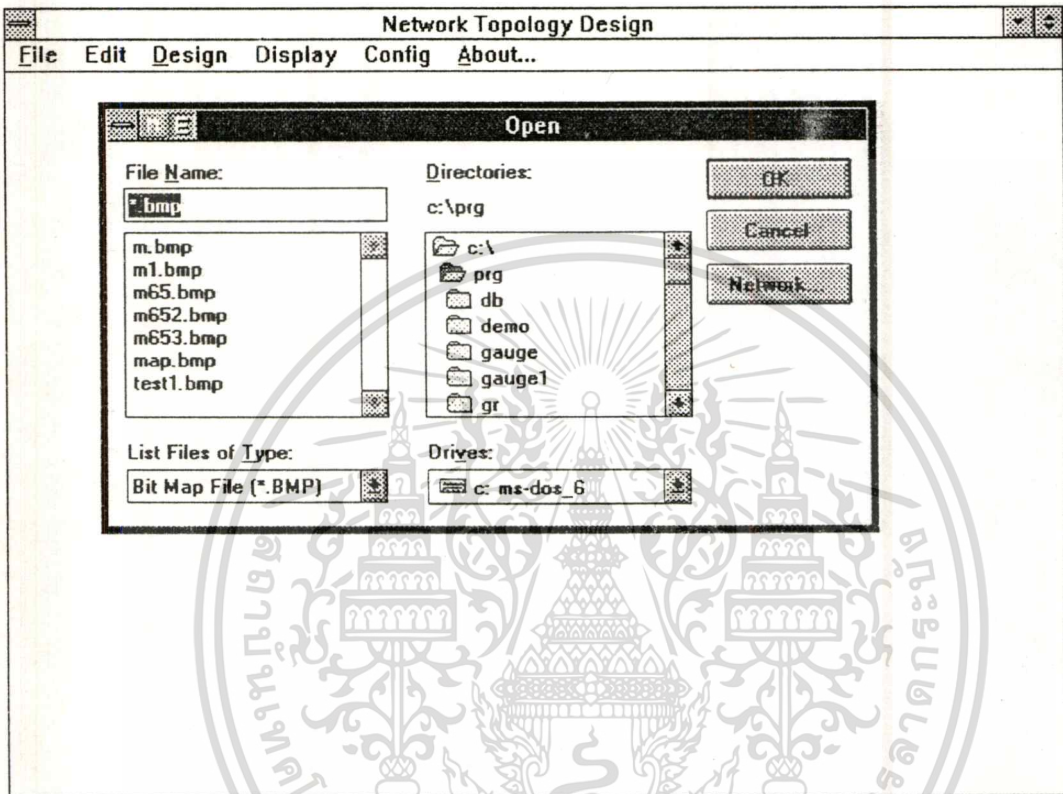 Network Topology Design
File Edit Design Display Config About...
Open
File Name:
*.bmp
m.bmp
m1.bmp
m65.bmp
m652.bmp
m653.bmp
map.bmp
test1.bmp
List Files of Type:
Bit Map File (*.BMP)
Directories:
c:\prg
c:\
prg
db
demo
gauge
gauge1
gr
Drives:
c: ms-dos_6
OK
Cancel
Network...